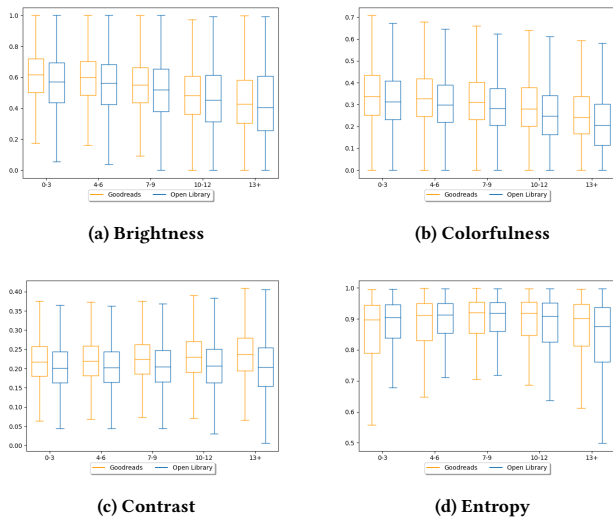 1.0
0.8
0.6
0.4
0.2
0.0
0-3 4-6 7-9 10-12 13+
Goodreads Open Library
(a) Brightness
0.7
0.6
0.5
0.4
0.3
0.2
0.1
0.0
0-3 4-6 7-9 10-12 13+
Goodreads Open Library
(b) Colorfulness
0.40
0.35
0.30
0.25
0.20
0.15
0.10
0.05
0.00
0-3 4-6 7-9 10-12 13+
Goodreads Open Library
(c) Contrast
1.0
0.9
0.8
0.7
0.6
0.5
0-3 4-6 7-9 10-12 13+
Goodreads Open Library
(d) Entropy